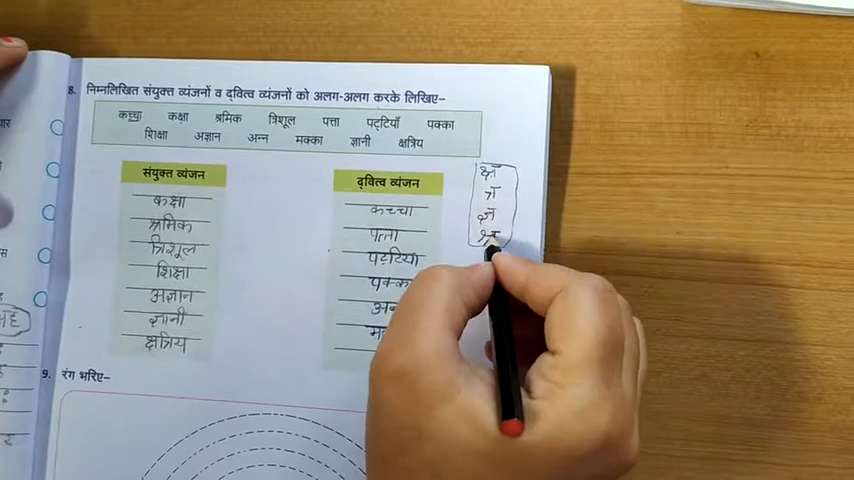 8. निम्नलिखित संयुक्त व्यंजनों व द्‌वित्व व्यंजनों को अलग-अलग करके लिखिए–
कच्चा कक्षा श्रमिक त्रिशूल पत्ता पट्‌टियाँ पक्का
शिक्षा अज्ञान अन्न मक्का ज्ञानी क्षत्रिय
संयुक्त व्यंजन
कक्षा
श्रमिक
त्रिशूल
शिक्षा
अज्ञान
ज्ञानी
क्षत्रिय
द्‌वित्व व्यंजन
कच्चा
पत्ता
पट्‌टिया
क्ष
त्र
ज्ञ
श्र
9. रंग भरिए–